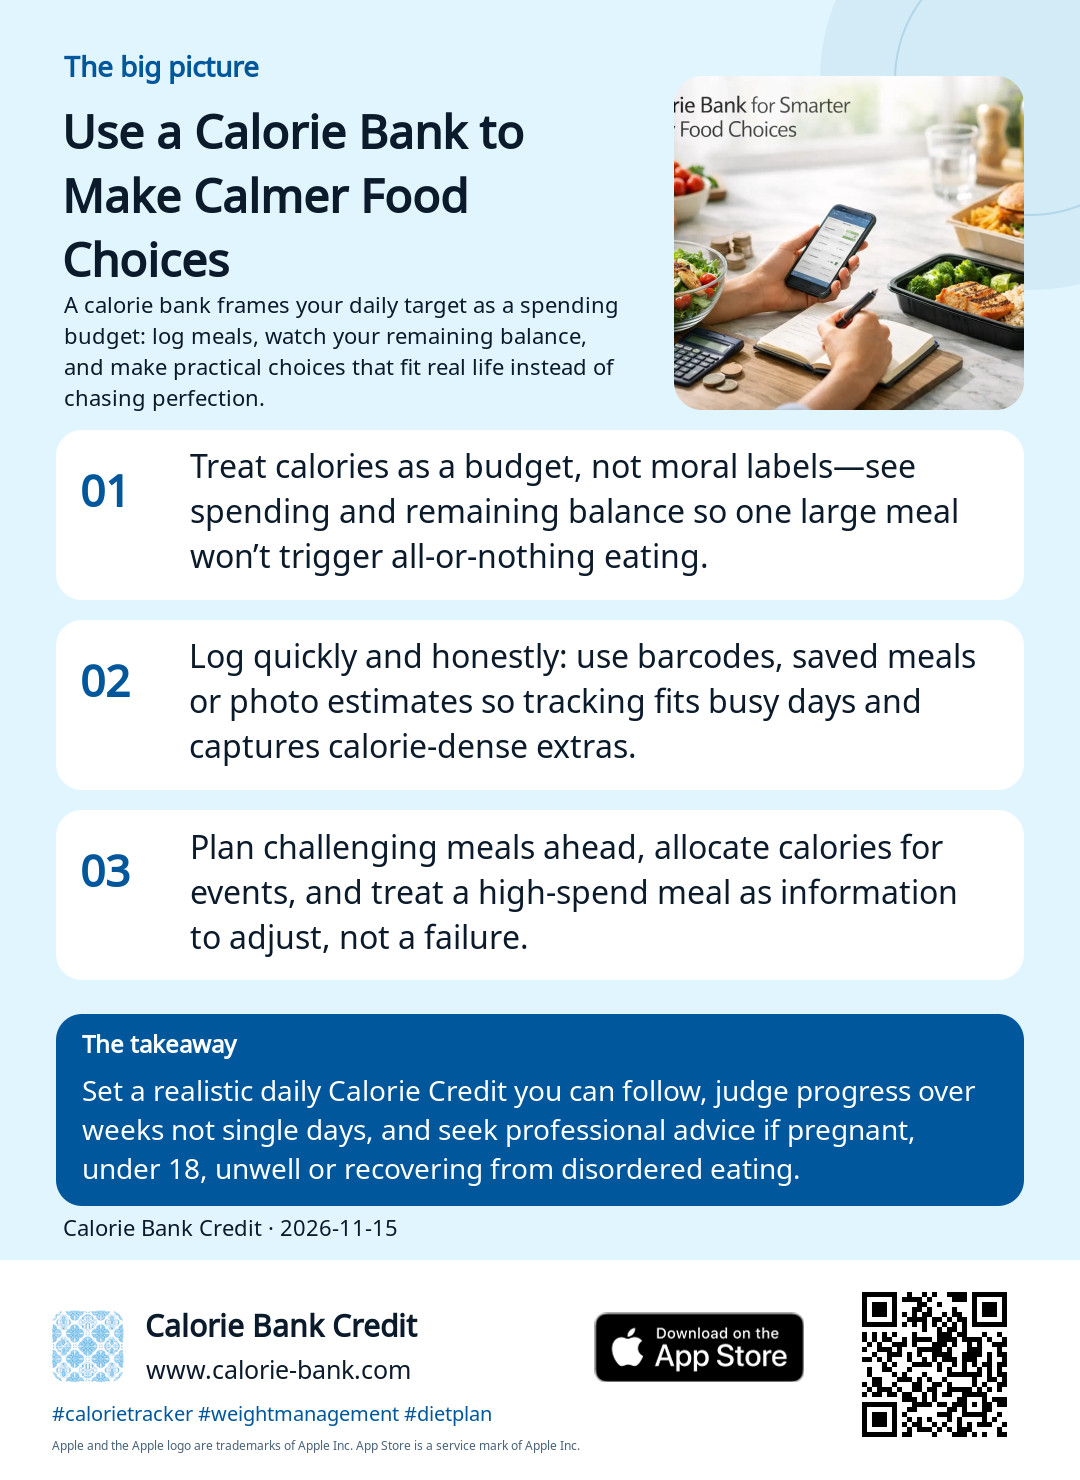 The big picture
Use a Calorie Bank to
Make Calmer Food
Choices
A calorie bank frames your daily target as a spending
budget: log meals, watch your remaining balance,
and make practical choices that fit real life instead of
chasing perfection.
rie Bank for Smarter
Food Choices
01
Treat calories as a budget, not moral labels—see
spending and remaining balance so one large meal
won’t trigger all-or-nothing eating.
02
Log quickly and honestly: use barcodes, saved meals
or photo estimates so tracking fits busy days and
captures calorie-dense extras.
03
Plan challenging meals ahead, allocate calories for
events, and treat a high-spend meal as information
to adjust, not a failure.
The takeaway
Set a realistic daily Calorie Credit you can follow, judge progress over
weeks not single days, and seek professional advice if pregnant,
under 18, unwell or recovering from disordered eating.
Calorie Bank Credit · 2026-11-15
Calorie Bank Credit
www.calorie-bank.com
Download on the
App Store
#calorietracker #weightmanagement #dietplan
Apple and the Apple logo are trademarks of Apple Inc. App Store is a service mark of Apple Inc.